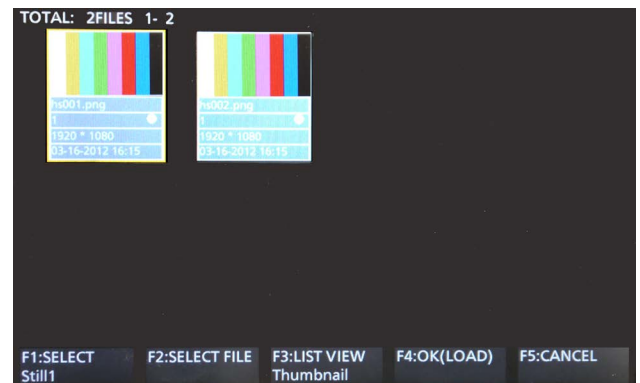 TOTAL: 2FILES 1- 2
hs001.png
1
1920 * 1080
03-16-2012 16:15
hs002.png
1
1920 * 1080
03-16-2012 16:15
F1:SELECT
Still1
F2:SELECT FILE
F3:LIST VIEW
Thumbnail
F4:OK(LOAD)
F5:CANCEL